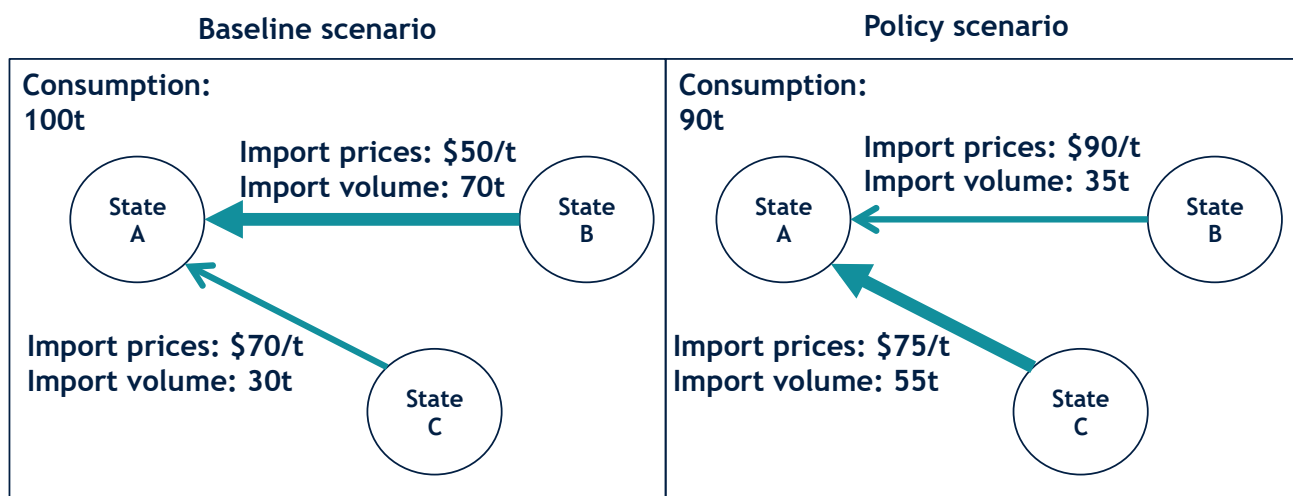 Baseline scenario
Consumption:
100t
Import prices: $50/t
Import volume: 70t
State
A
State
B
Import prices: $70/t
Import volume: 30t
State
C
Policy scenario
Consumption:
90t
Import prices: $90/t
Import volume: 35t
State
A
State
B
Import prices: $75/t
Import volume: 55t
State
C